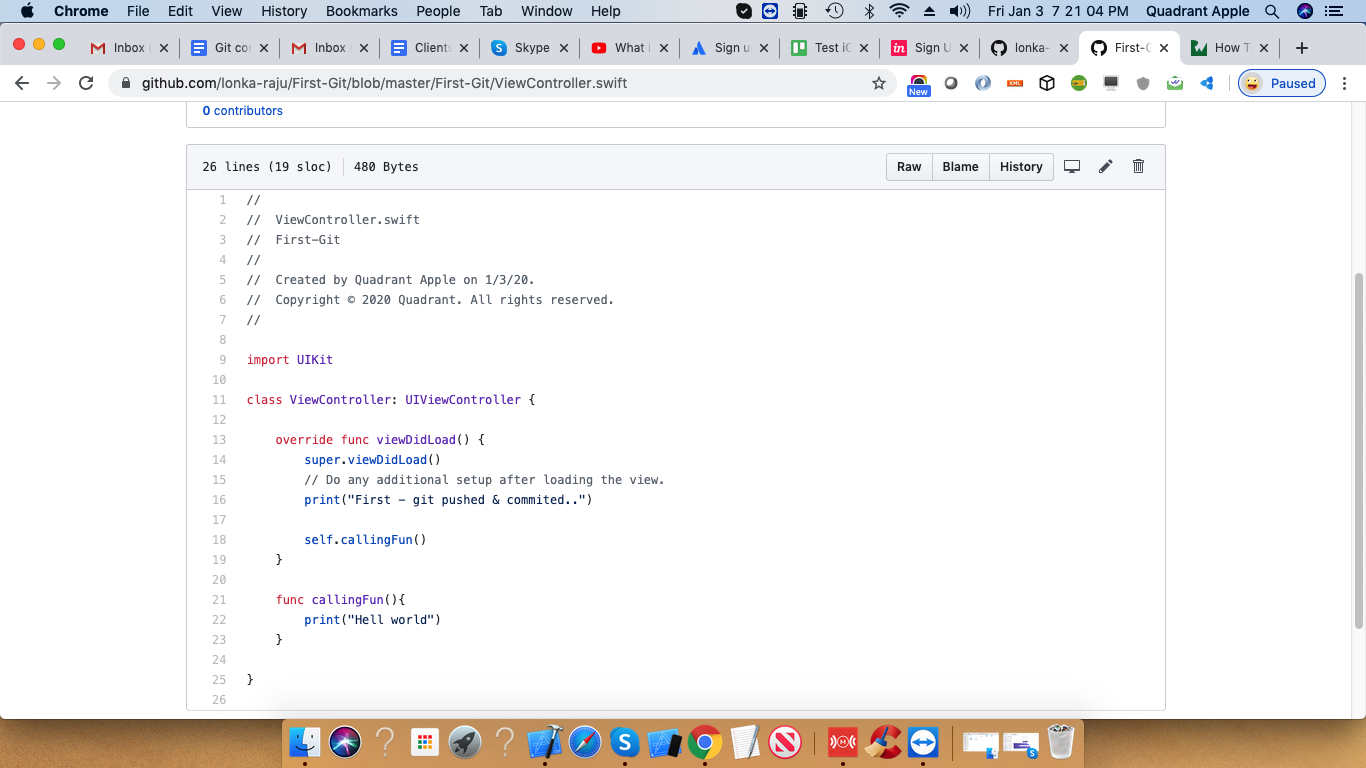 Chrome File Edit View History Bookmarks People Tab Window Help Fri Jan 3 7 21 04 PM Quadrant Apple
Inbox Git co Inbox Clients Skype What i Sign u Test iO in Sign U lonka- First-G How T
github.com/lonka-raju/First-Git/blob/master/First-Git/ViewController.swift New XML Paused
0 contributors
26 lines (19 sloc) 480 Bytes Raw Blame History
1 //
2 //  ViewController.swift
3 //  First-Git
4 //
5 //  Created by Quadrant Apple on 1/3/20.
6 //  Copyright © 2020 Quadrant. All rights reserved.
7 //
8
9 import UIKit
10
11 class ViewController: UIViewController {
12
13     override func viewDidLoad() {
14         super.viewDidLoad()
15         // Do any additional setup after loading the view.
16         print("First - git pushed & commited..")
17
18         self.callingFun()
19     }
20
21     func callingFun(){
22         print("Hell world")
23     }
24
25 }
26